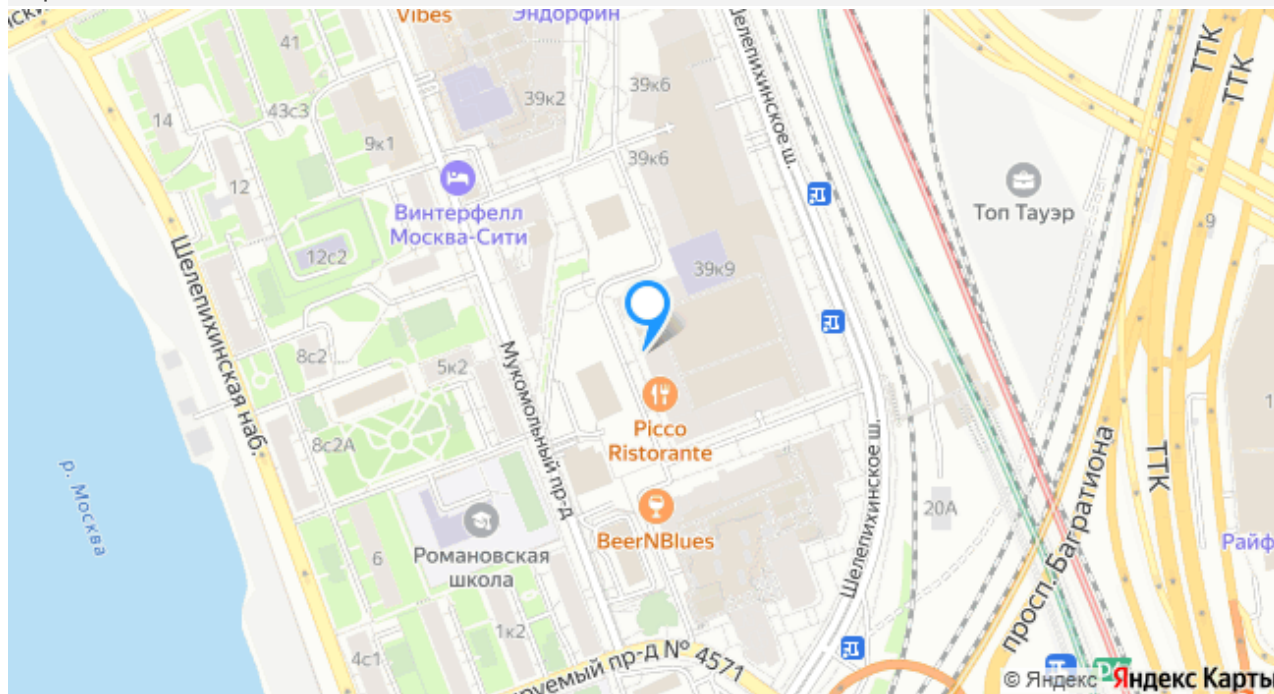 Vibes
Эндорфин
41
39к6
39к2
14
43с3
9к1
39к6
12
Винтерфелл
Москва-Сити
Топ Тауэр
12с2
39к9
Шелепихинская наб.
Шелепихинское ш.
ТТК
ТТК
8с2
5к2
Мукомольный пр-д
Picco
Ristorante
8с2А
р. Москва
BeerNBlues
Романовская
школа
6
20А
Шелепихинское ш.
просп. Багратиона
ТТК
1к2
4с1
пр-д № 4571
© Яндекс Яндекс Карты